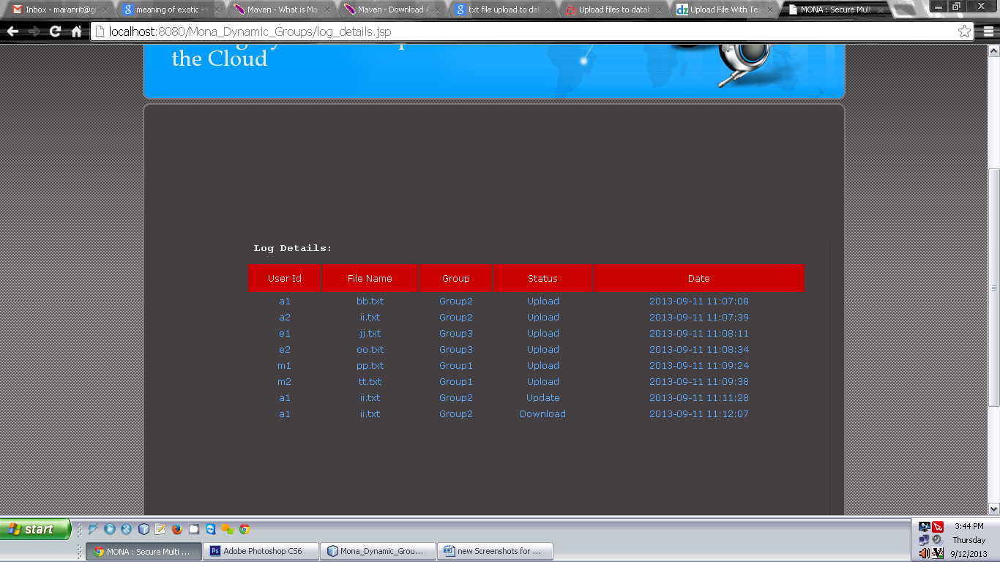 Inbox - maranrit@g
meaning of exotic - G
Maven - What is Ma
Maven - Download A
txt file upload to dat
Upload files to datab
Upload File With Te
MONA : Secure Mult
localhost:8080/Mona_Dynamic_Groups/log_details.jsp
the Cloud
Log Details:
User Id File Name Group Status Date
a1 bb.txt Group2 Upload 2013-09-11 11:07:08
a2 ii.txt Group2 Upload 2013-09-11 11:07:39
e1 jj.txt Group3 Upload 2013-09-11 11:08:11
e2 oo.txt Group3 Upload 2013-09-11 11:08:34
m1 pp.txt Group1 Upload 2013-09-11 11:09:24
m2 tt.txt Group1 Upload 2013-09-11 11:09:38
a1 ii.txt Group2 Update 2013-09-11 11:11:28
a1 ii.txt Group2 Download 2013-09-11 11:12:07
start
3:44 PM
Thursday
9/12/2013
MONA : Secure Multi ...
Adobe Photoshop CS6
Mona_Dynamic_Grou...
new Screenshots for ...